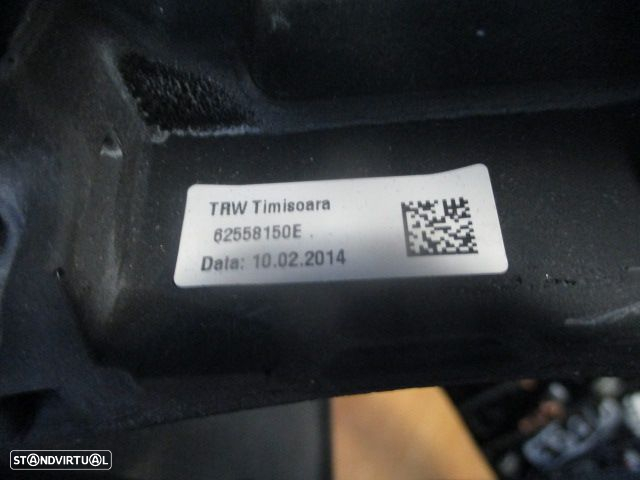 TRW Timisoara
62558150E
Data: 10.02.2014
STANDVIRTUAL